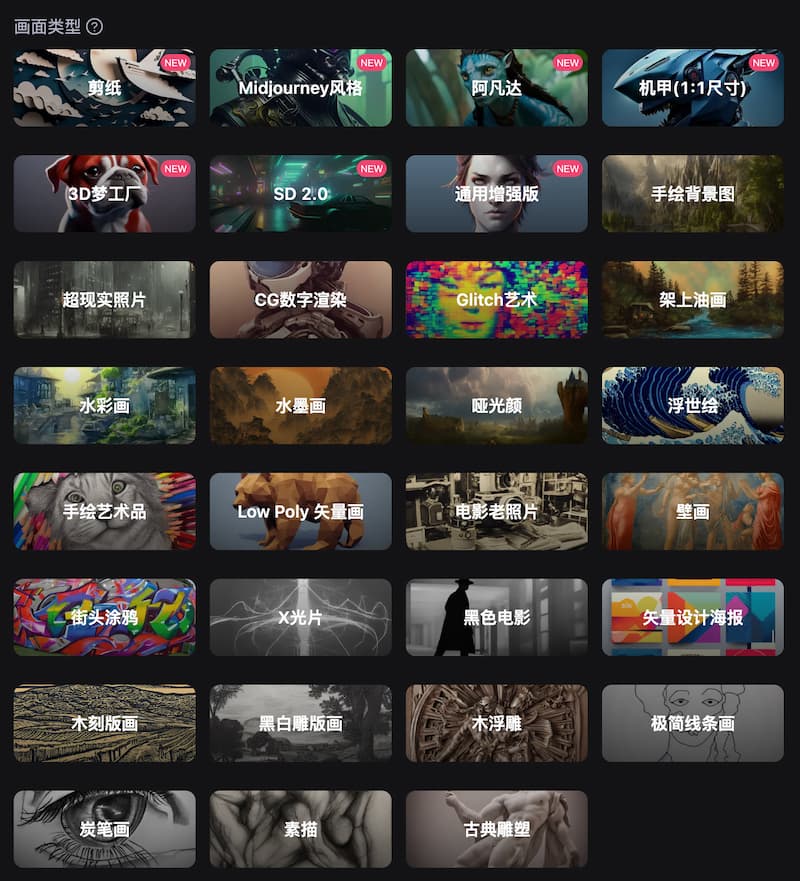 画面类型 ?
剪纸 NEW
Midjourney风格 NEW
阿凡达 NEW
机甲(1:1尺寸) NEW
3D梦工厂 NEW
SD 2.0 NEW
通用增强版 NEW
手绘背景图
超现实照片
CG数字渲染
Glitch艺术
架上油画
水彩画
水墨画
哑光颜
浮世绘
手绘艺术品
Low Poly 矢量画
电影老照片
壁画
街头涂鸦
X光片
黑色电影
矢量设计海报
木刻版画
黑白雕版画
木浮雕
极简线条画
炭笔画
素描
古典雕塑